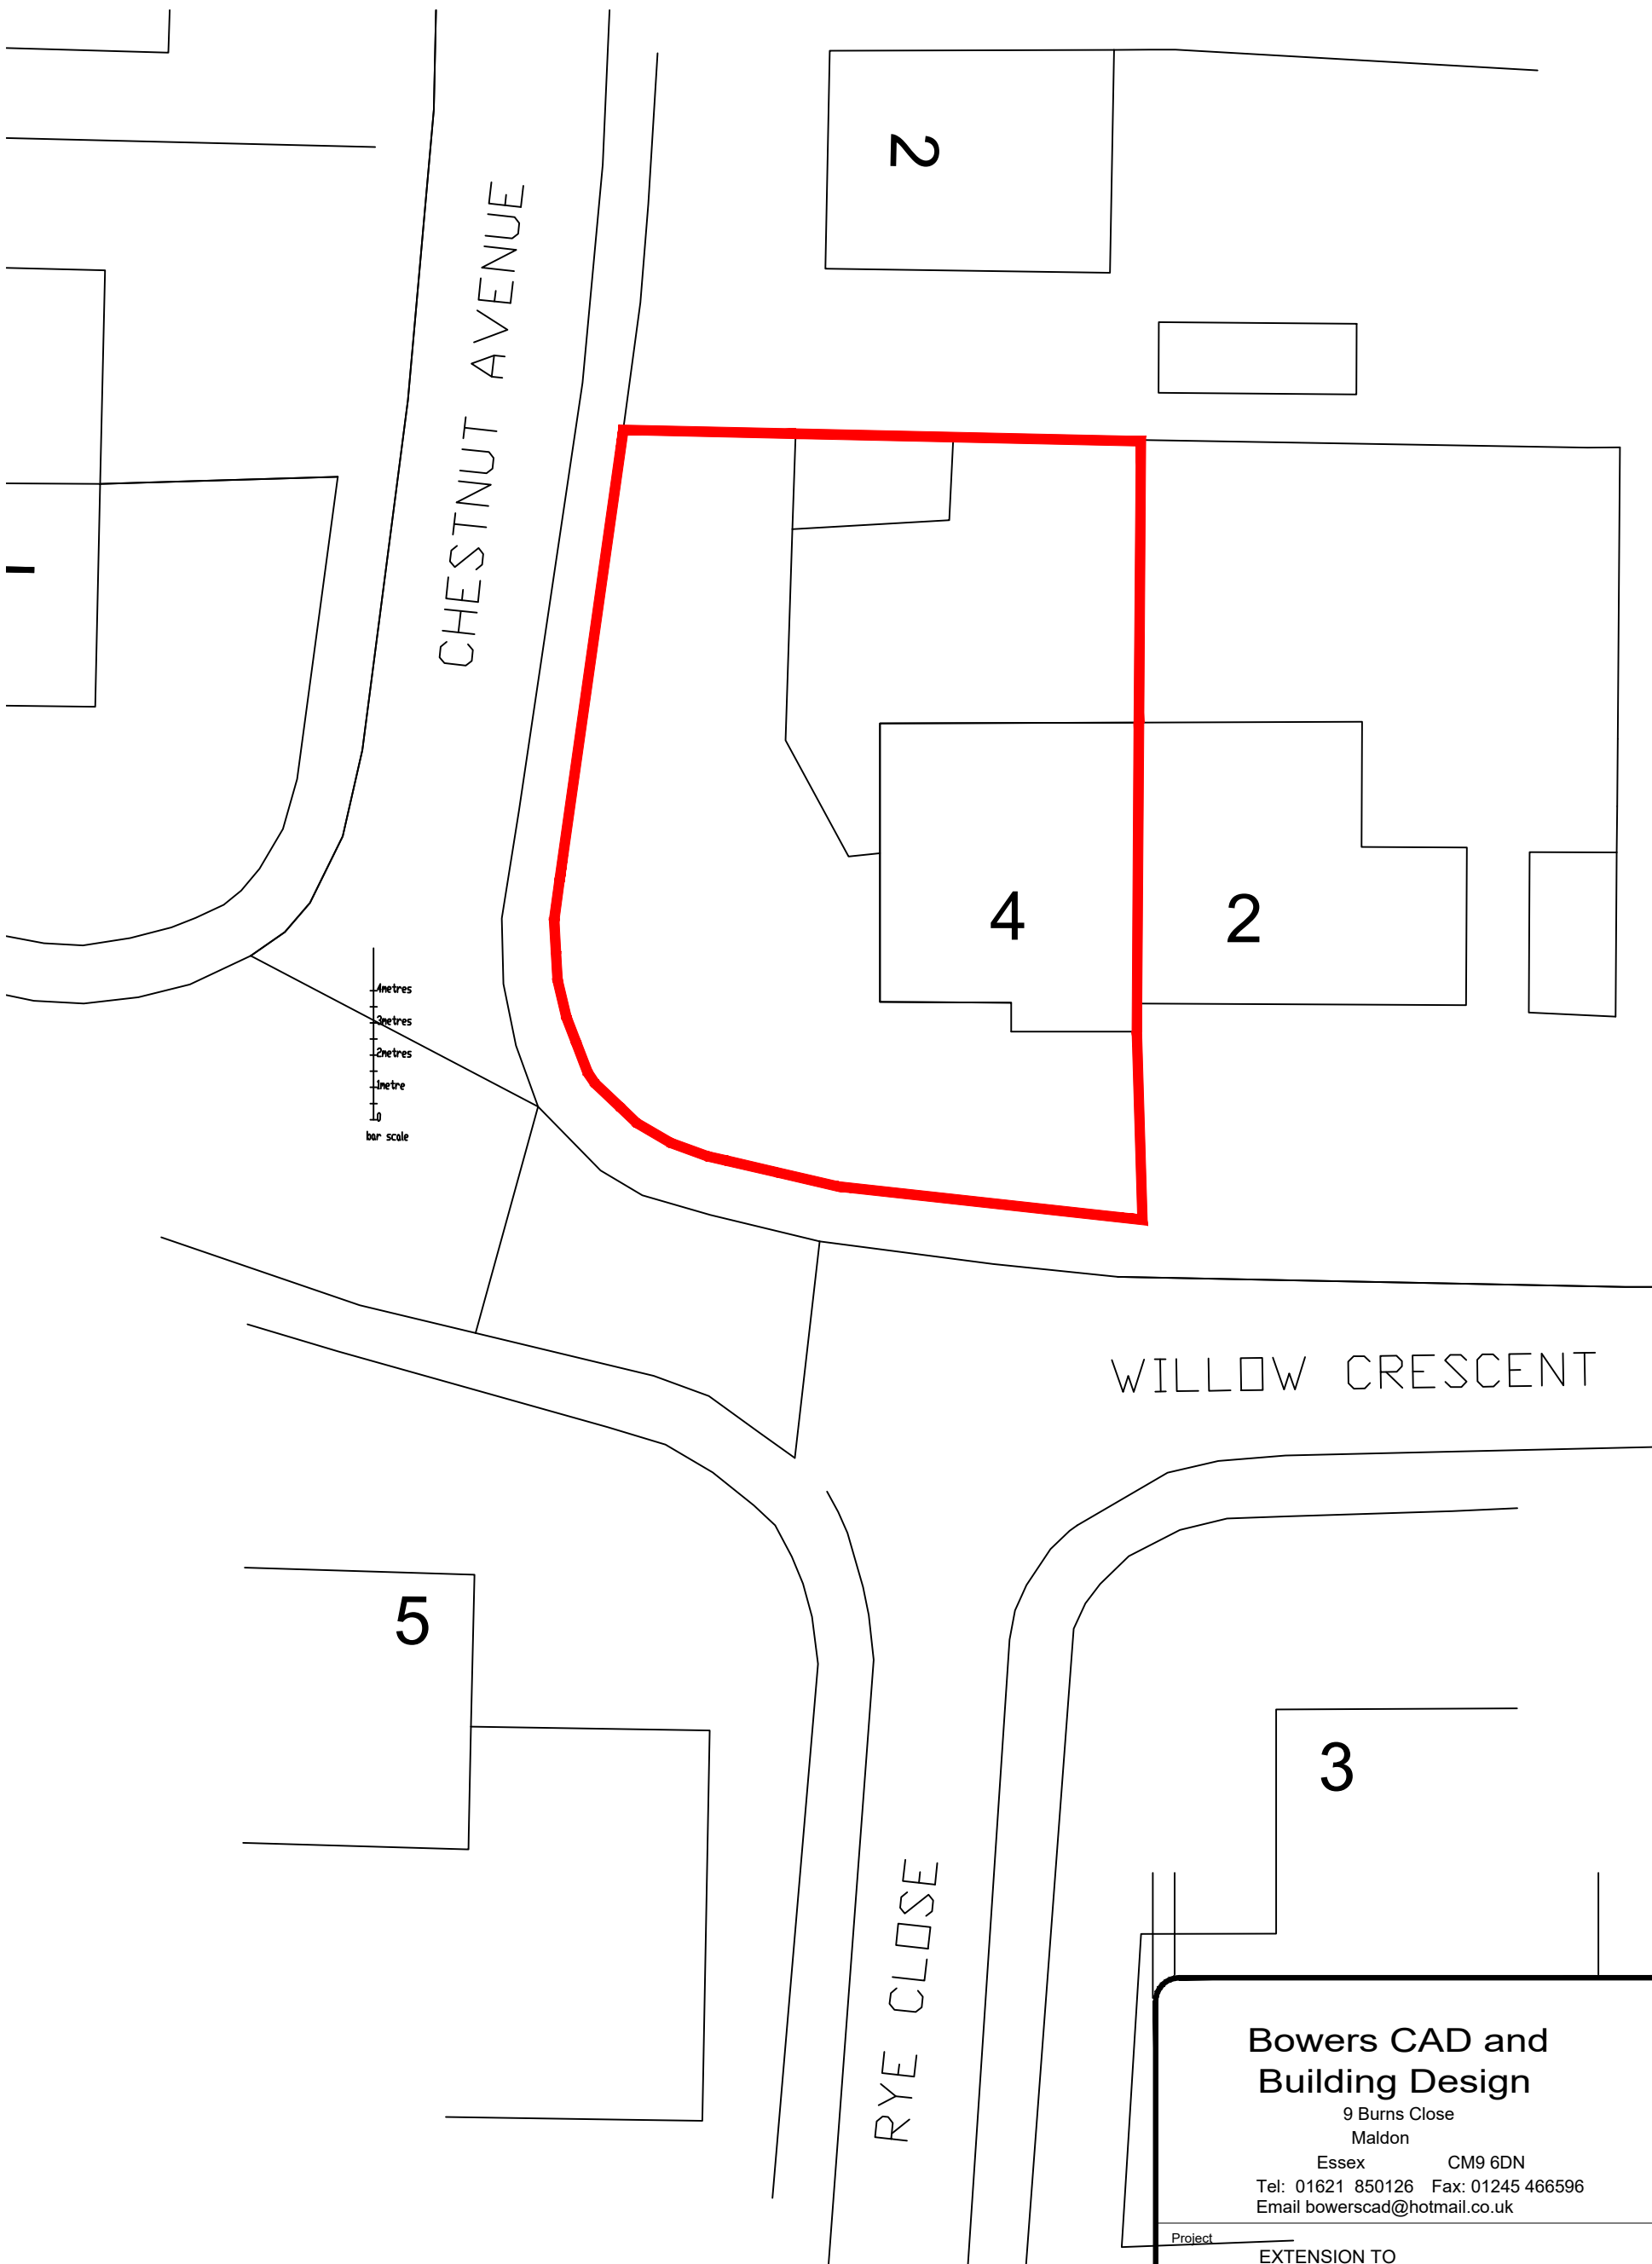 2
CHESTNUT AVENUE
4
2
4metres
3metres
2metres
1metre
0
bar scale
WILLOW CRESCENT
5
3
RYE CLOSE
Bowers CAD and
Building Design
9 Burns Close
Maldon
Essex CM9 6DN
Tel: 01621 850126 Fax: 01245 466596
Email bowerscad@hotmail.co.uk
Project
EXTENSION TO